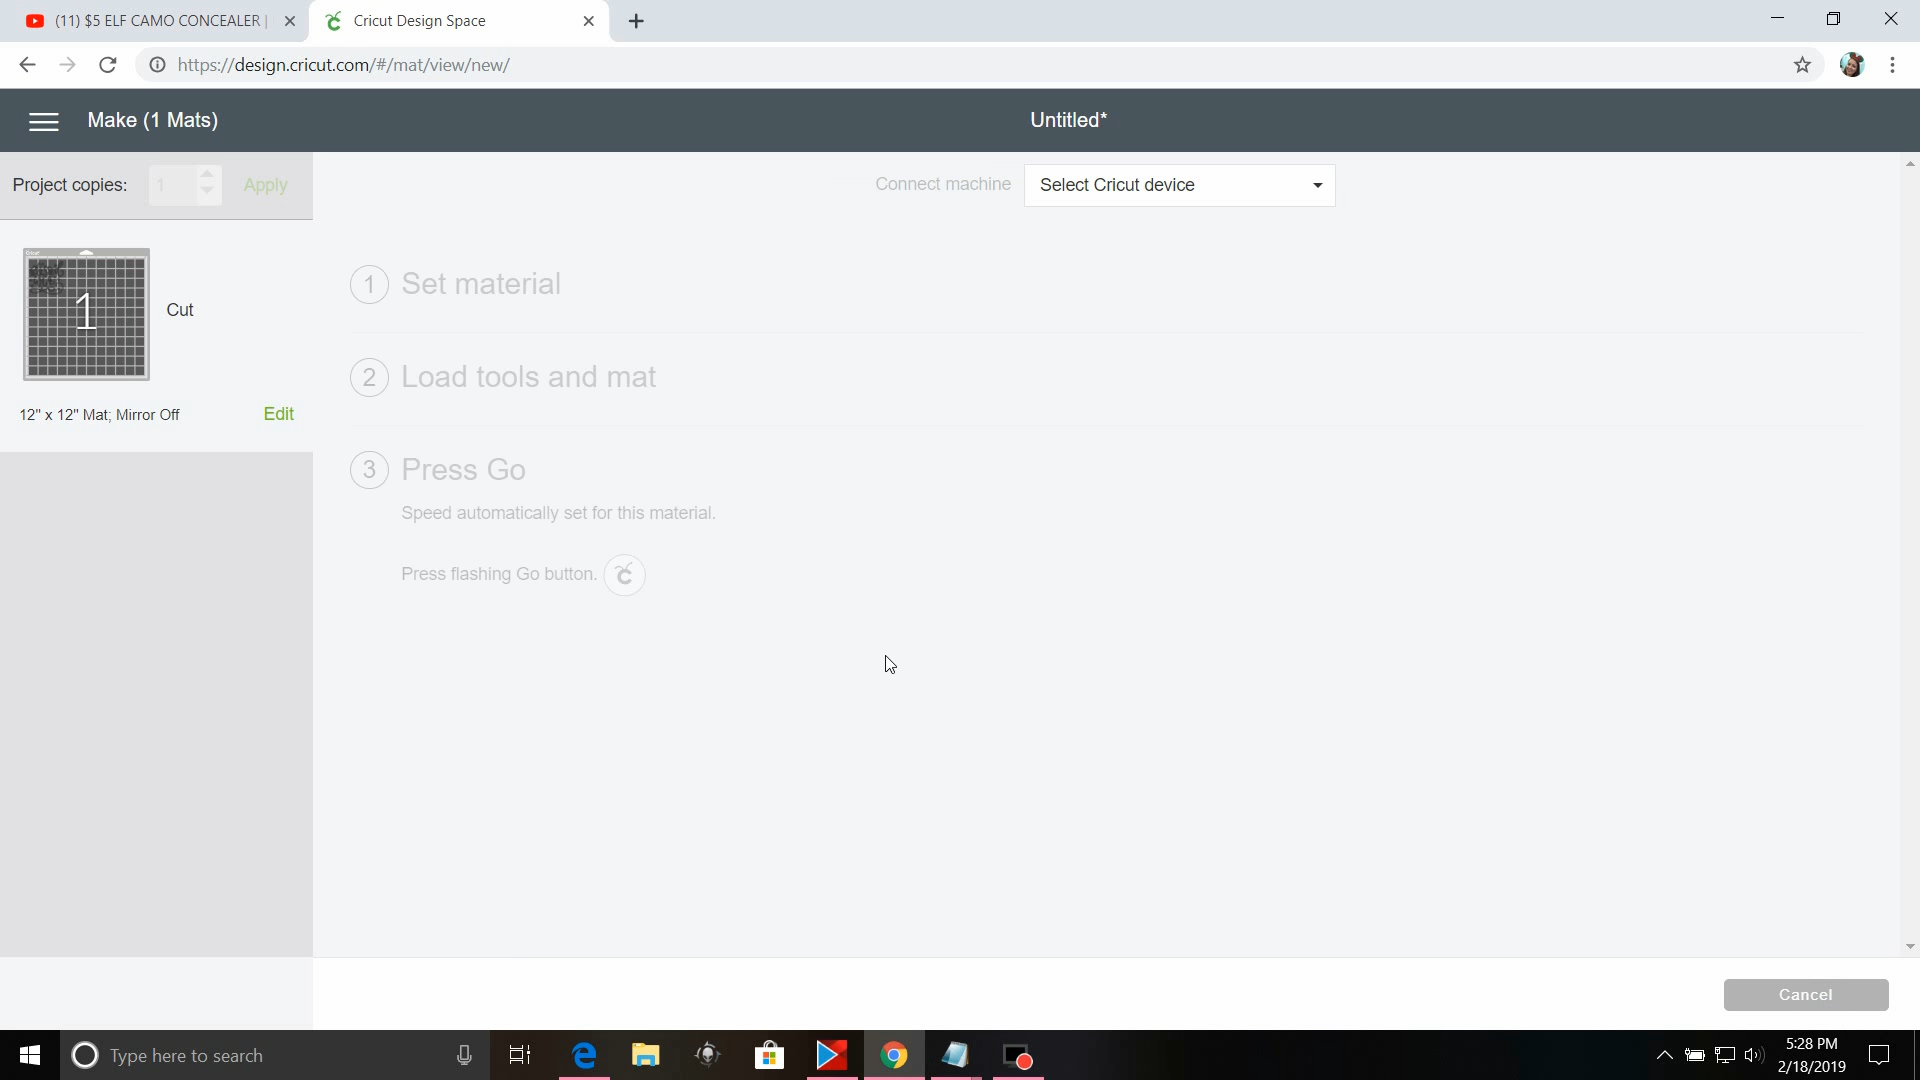 (11) $5 ELF CAMO CONCEALER |
Cricut Design Space
https://design.cricut.com/#/mat/view/new/
Make (1 Mats)
Untitled*
Project copies: 1 Apply
Connect machine Select Cricut device
1 Set material
1
Cut
2 Load tools and mat
12" x 12" Mat; Mirror Off Edit
3 Press Go
Speed automatically set for this material.
Press flashing Go button.
Cancel
Type here to search
5:28 PM
2/18/2019